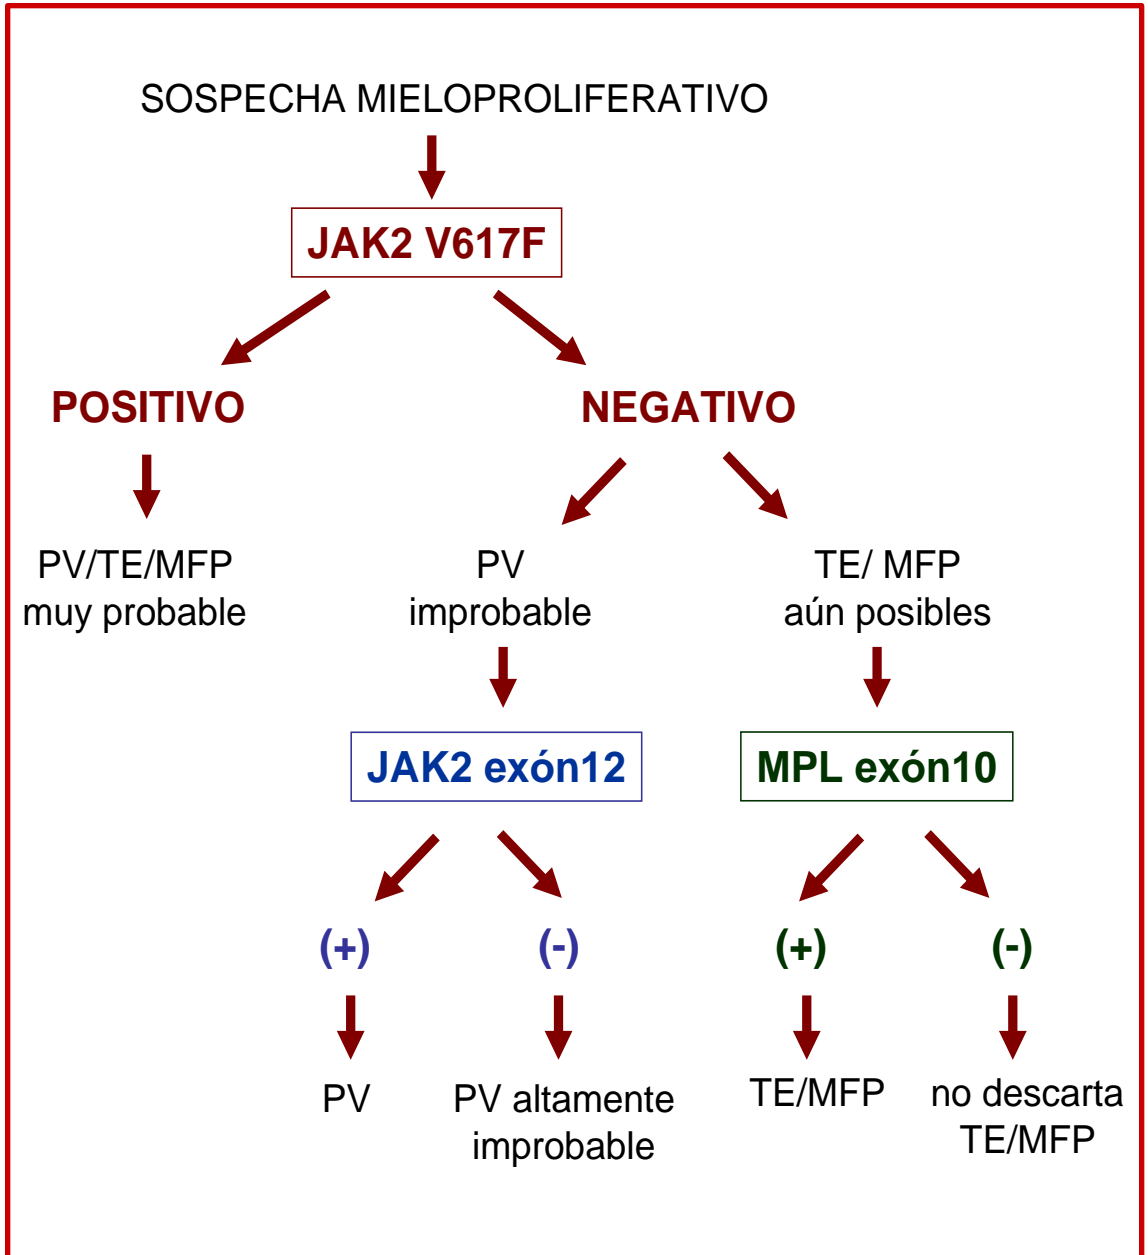 SOSPECHA MIELOPROLIFERATIVO
JAK2 V617F
POSITIVO
NEGATIVO
PV/TE/MFP
muy probable
PV
improbable
TE/ MFP
aún posibles
JAK2 exón12
MPL exón10
(+)
(-)
(+)
(-)
PV
PV altamente
improbable
TE/MFP
no descarta
TE/MFP